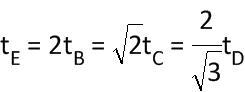 t_E = 2t_B = √2t_C = 2/√3 t_D